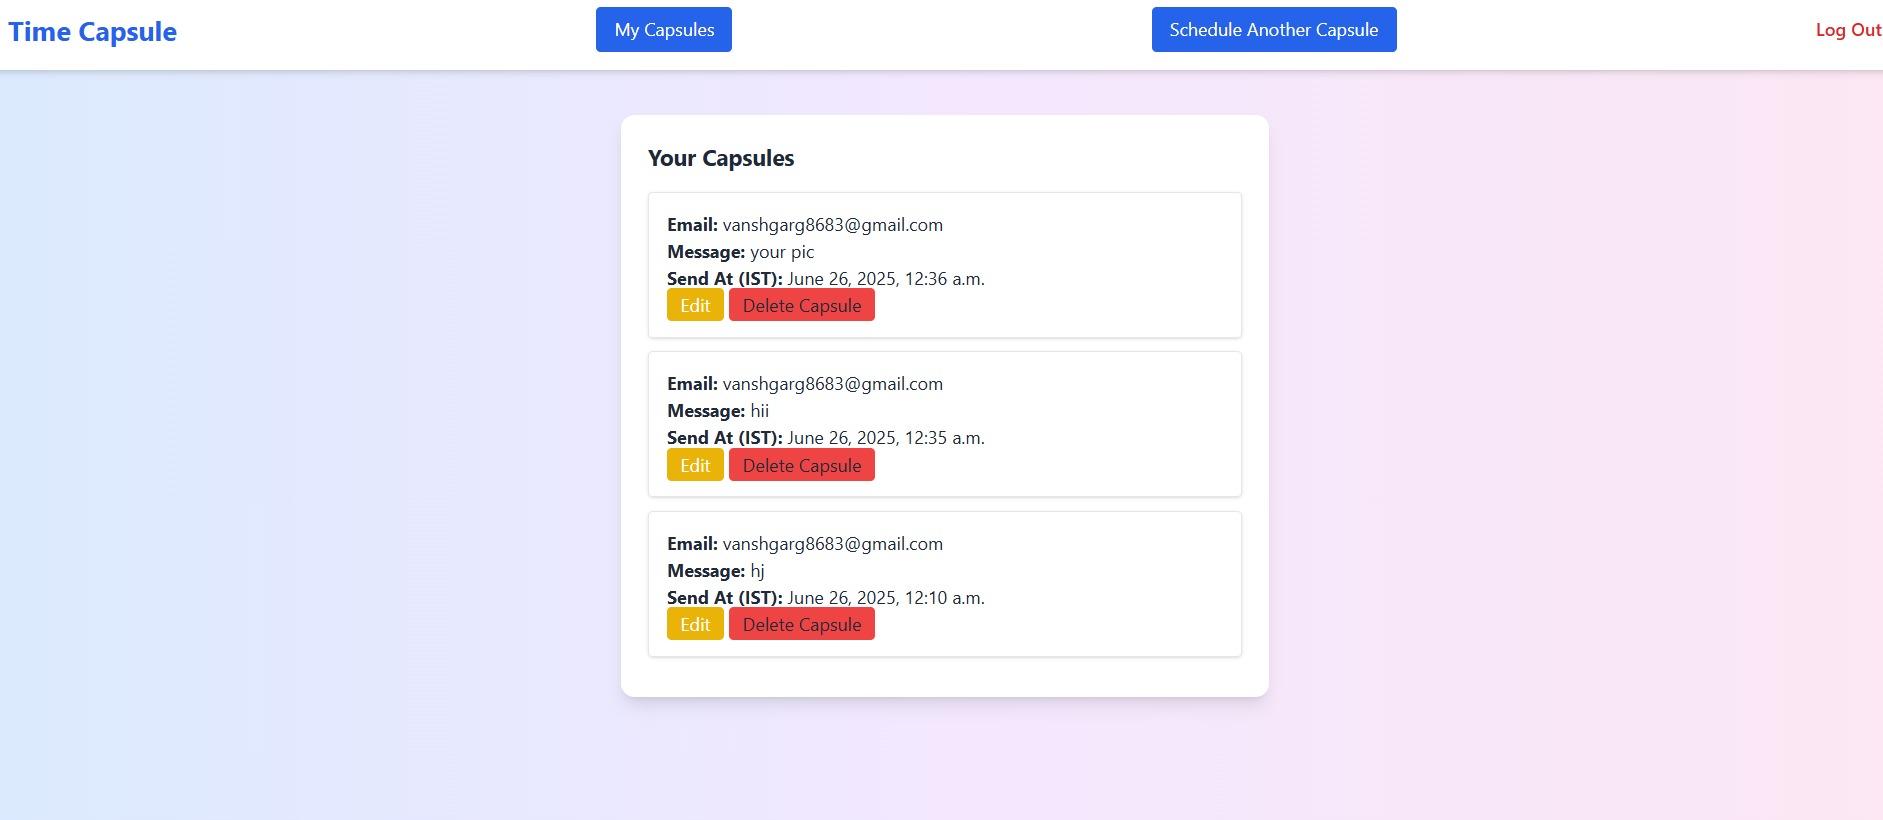 Time Capsule
My Capsules
Schedule Another Capsule
Log Out
Your Capsules
Email: vanshgarg8683@gmail.com
Message: your pic
Send At (IST): June 26, 2025, 12:36 a.m.
Edit Delete Capsule
Email: vanshgarg8683@gmail.com
Message: hii
Send At (IST): June 26, 2025, 12:35 a.m.
Edit Delete Capsule
Email: vanshgarg8683@gmail.com
Message: hj
Send At (IST): June 26, 2025, 12:10 a.m.
Edit Delete Capsule